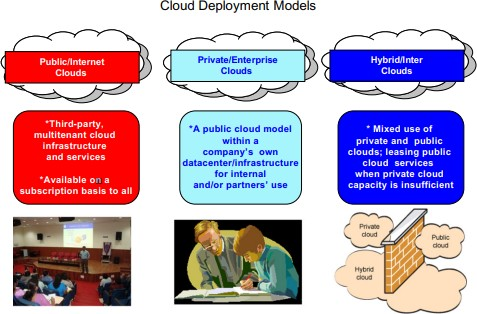 Cloud Deployment Models
Public/Internet
Clouds
Private/Enterprise
Clouds
Hybrid/Inter
Clouds
*Third-party,
multitenant cloud
infrastructure
and services
*Available on a
subscription basis to all
*A public cloud model
within a
company's own
datacenter/infrastructure
for internal
and/or partners' use
* Mixed use of
private and public
clouds; leasing public
cloud services
when private cloud
capacity is insufficient
Private
cloud
Public
cloud
Hybrid
cloud